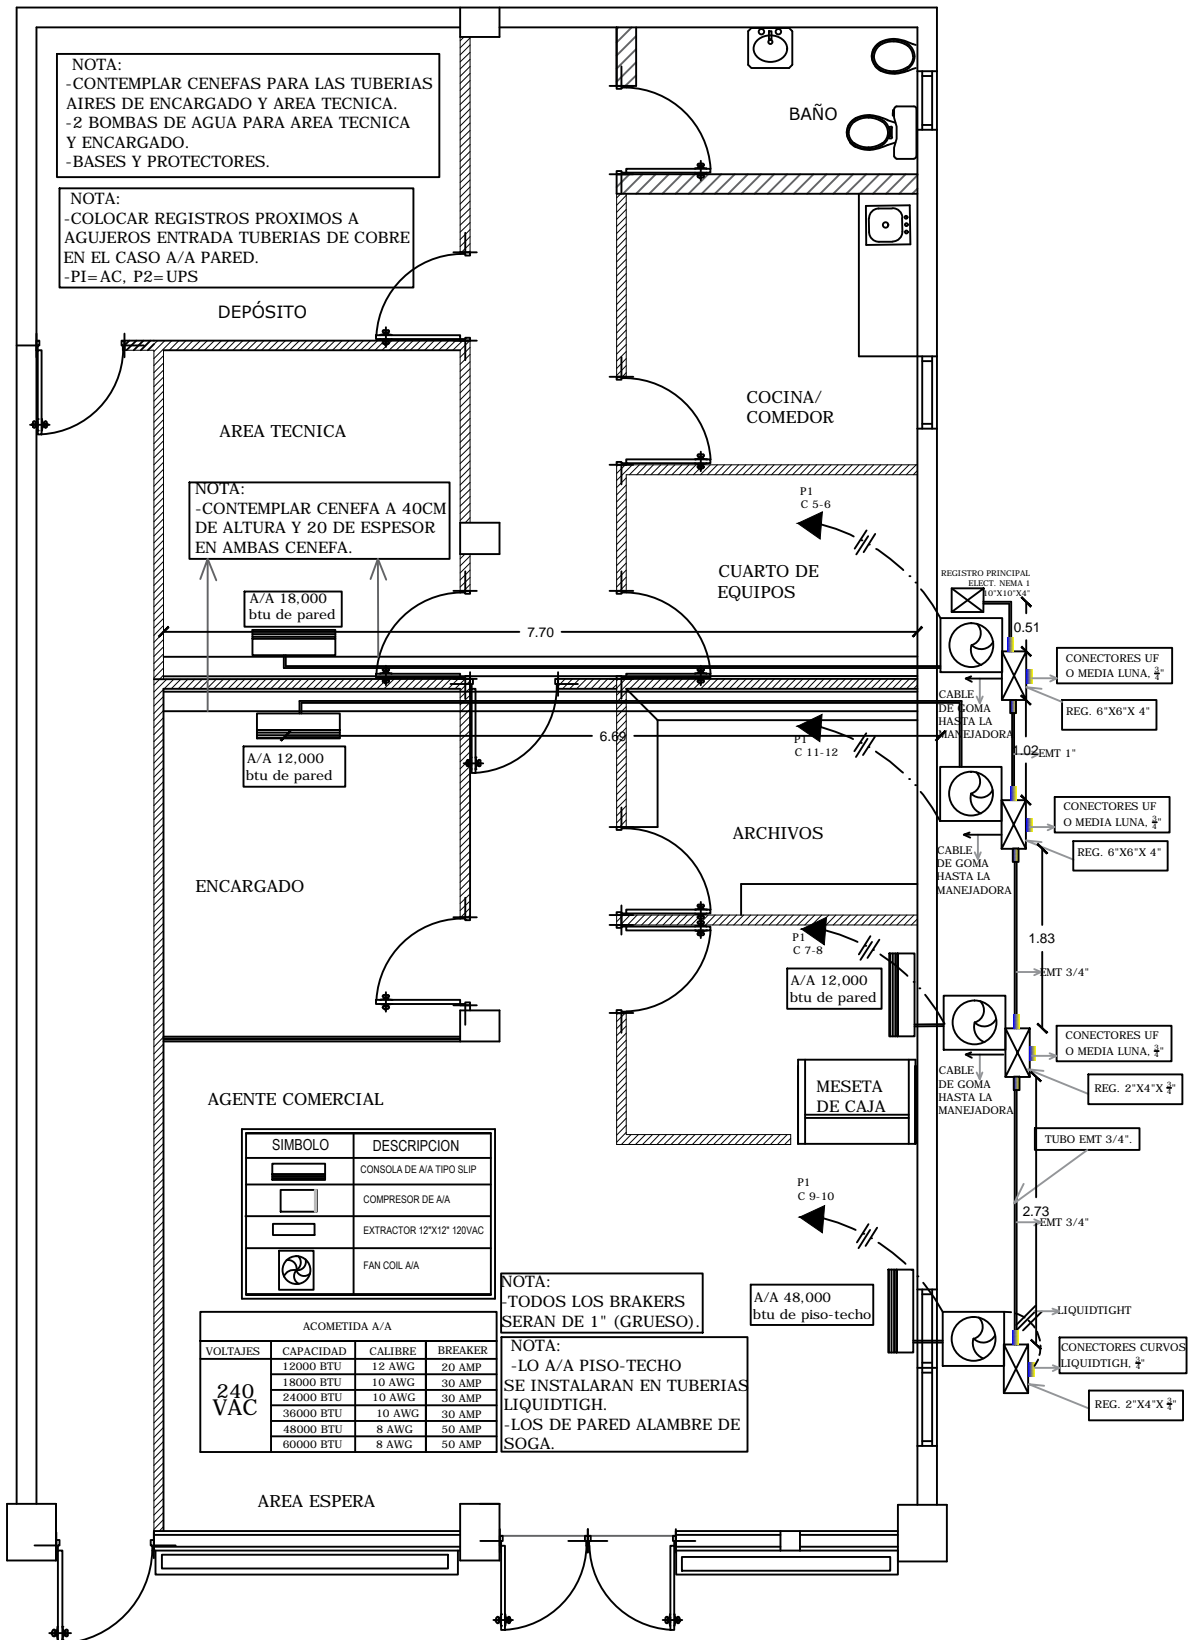 NOTA:
-CONTEMPLAR CENEFAS PARA LAS TUBERIAS
AIRES DE ENCARGADO Y AREA TECNICA.
-2 BOMBAS DE AGUA PARA AREA TECNICA
Y ENCARGADO.
-BASES Y PROTECTORES.
NOTA:
-COLOCAR REGISTROS PROXIMOS A
AGUJEROS ENTRADA TUBERIAS DE COBRE
EN EL CASO A/A PARED.
-PI=AC, P2=UPS
DEPÓSITO
BAÑO
COCINA/
COMEDOR
AREA TECNICA
NOTA:
-CONTEMPLAR CENEFA A 40CM
DE ALTURA Y 20 DE ESPESOR
EN AMBAS CENEFA.
P1
C 5-6
CUARTO DE
EQUIPOS
REGISTRO PRINCIPAL
ELECT. NEMA 1
10"X10"X4"
A/A 18,000
btu de pared
7.70
0.51
CONECTORES UF
O MEDIA LUNA, ¾"
REG. 6"X6"X 4"
CABLE
DE GOMA
HASTA LA
MANEJADORA
6.69
P1
C 11-12
A/A 12,000
btu de pared
1.02
EMT 1"
CONECTORES UF
O MEDIA LUNA, ¾"
REG. 6"X6"X 4"
CABLE
DE GOMA
HASTA LA
MANEJADORA
ARCHIVOS
ENCARGADO
P1
C 7-8
1.83
EMT 3/4"
A/A 12,000
btu de pared
CONECTORES UF
O MEDIA LUNA, ¾"
REG. 2"X4"X ¾"
CABLE
DE GOMA
HASTA LA
MANEJADORA
MESETA
DE CAJA
AGENTE COMERCIAL
TUBO EMT 3/4".
SIMBOLO DESCRIPCION
CONSOLA DE A/A TIPO SLIP
COMPRESOR DE A/A
EXTRACTOR 12"X12" 120VAC
FAN COIL A/A
P1
C 9-10
2.73
EMT 3/4"
NOTA:
-TODOS LOS BRAKERS
SERAN DE 1" (GRUESO).
A/A 48,000
btu de piso-techo
LIQUIDTIGHT
CONECTORES CURVOS
LIQUIDTIGH, ¾"
REG. 2"X4"X ¾"
ACOMETIDA A/A
VOLTAJES CAPACIDAD CALIBRE BREAKER
240
VAC
12000 BTU 12 AWG 20 AMP
18000 BTU 10 AWG 30 AMP
24000 BTU 10 AWG 30 AMP
36000 BTU 10 AWG 30 AMP
48000 BTU 8 AWG 50 AMP
60000 BTU 8 AWG 50 AMP
NOTA:
-LO A/A PISO-TECHO
SE INSTALARAN EN TUBERIAS
LIQUIDTIGH.
-LOS DE PARED ALAMBRE DE
SOGA.
AREA ESPERA